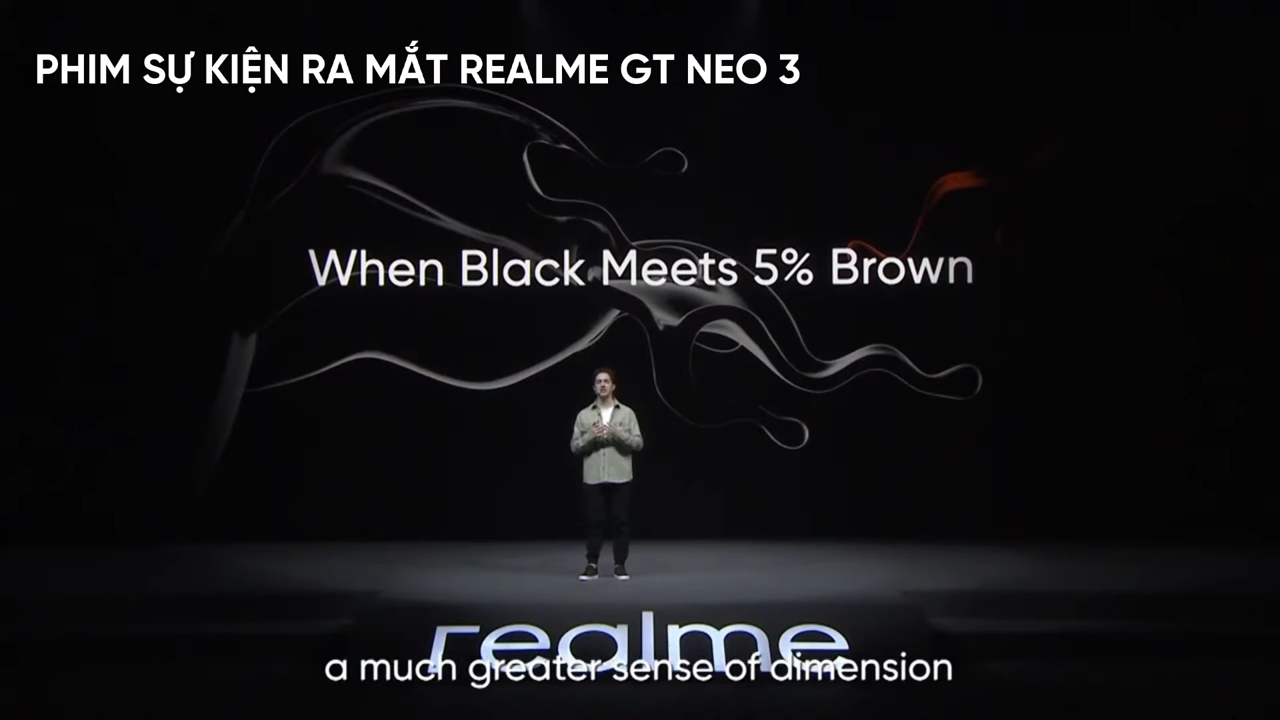 PHIM SỰ KIỆN RA MẮT REALME GT NEO 3
When Black Meets 5% Brown
realme
a much greater sense of dimension